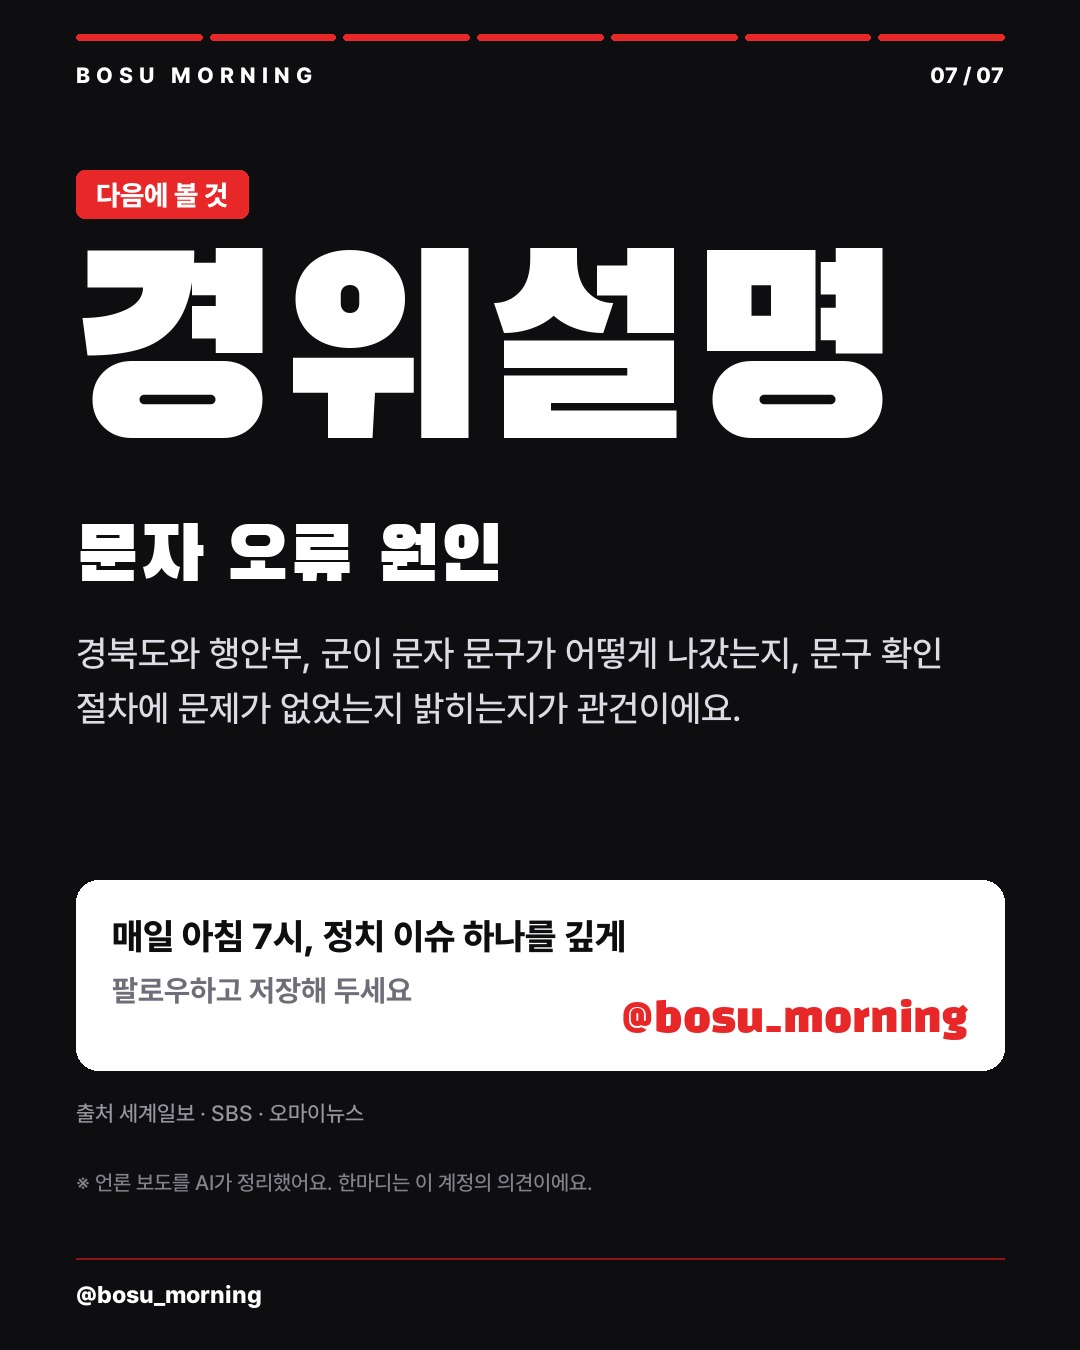 BOSU MORNING
07 / 07
다음에 볼 것
경위설명
문자 오류 원인
경북도와 행안부, 군이 문자 문구가 어떻게 나갔는지, 문구 확인
절차에 문제가 없었는지 밝히는지가 관건이에요.
매일 아침 7시, 정치 이슈 하나를 깊게
팔로우하고 저장해 두세요
@bosu_morning
출처 세계일보 · SBS · 오마이뉴스
※ 언론 보도를 AI가 정리했어요. 한마디는 이 계정의 의견이에요.
@bosu_morning